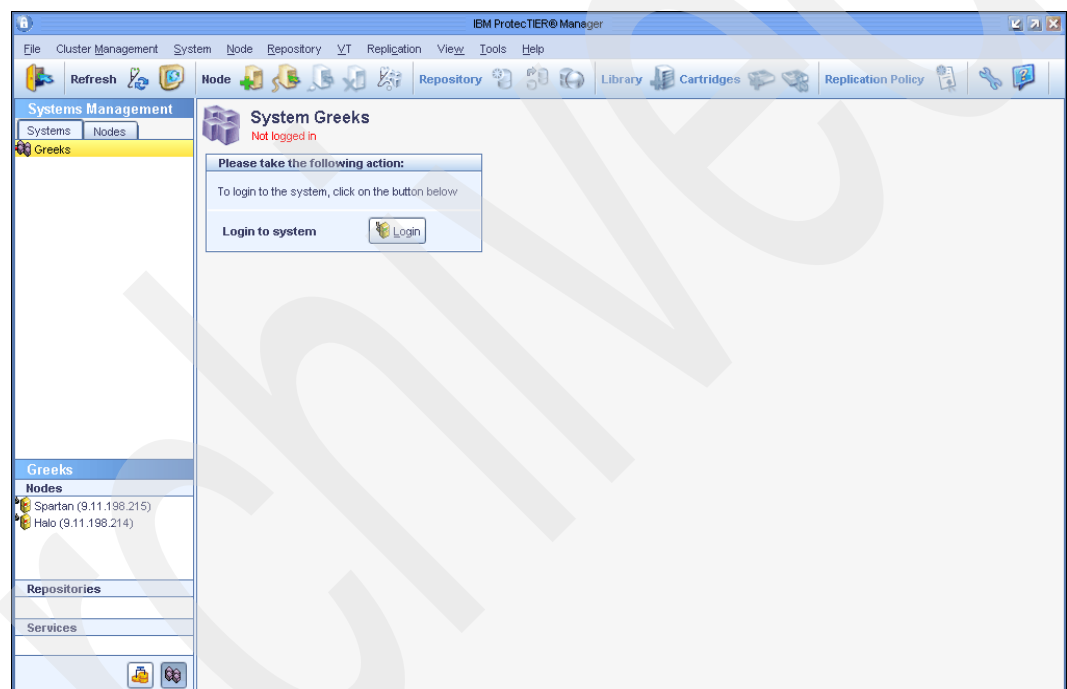 IBM ProtecTIER® Manager
File Cluster Management System Node Repository VT Replication View Tools Help
Refresh Node Repository Library Cartridges Replication Policy
Systems Management
Systems Nodes
Greeks
System Greeks
Not logged in
Please take the following action:
To login to the system, click on the button below
Login to system Login
Greeks
Nodes
Spartan (9.11.198.215)
Halo (9.11.198.214)
Repositories
Services